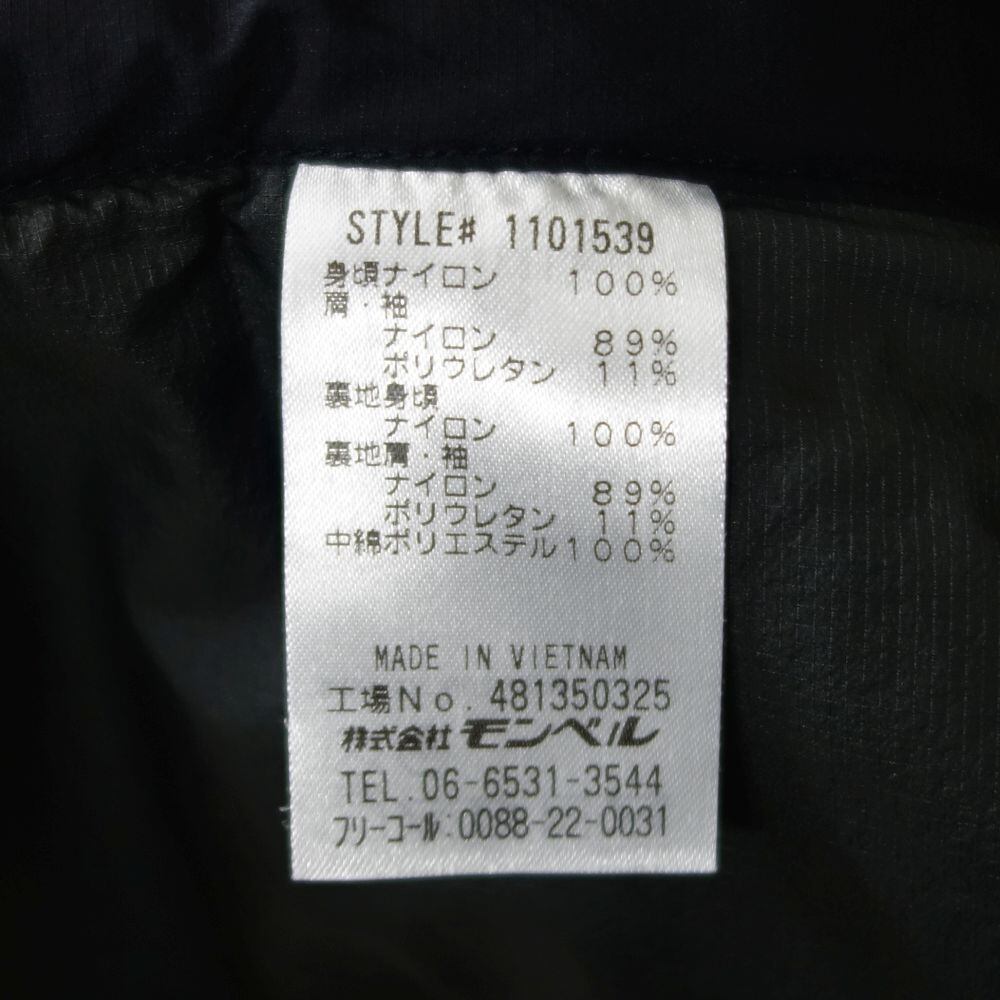 STYLE# 1101539
身頃ナイロン 100%
肩・袖
ナイロン 89%
ポリウレタン 11%
裏地身頃
ナイロン 100%
裏地肩・袖
ナイロン 89%
ポリウレタン 11%
中綿ポリエステル100%
MADE IN VIETNAM
工場No. 481350325
株式会社モンベル
TEL.06-6531-3544
フリーコール:0088-22-0031